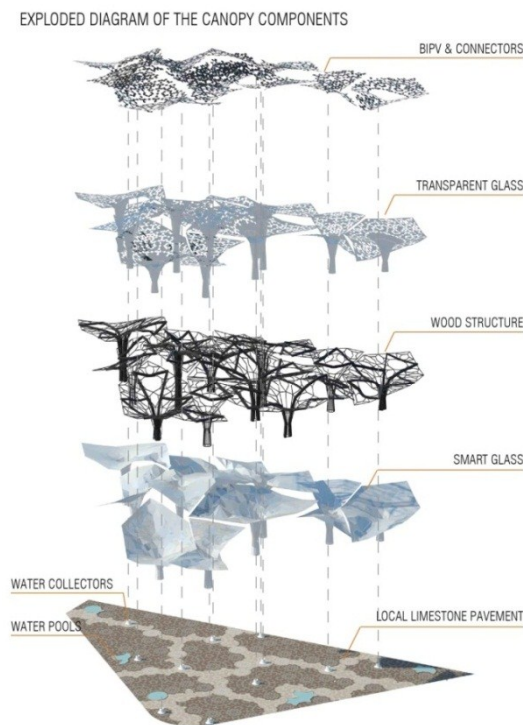 EXPLODED DIAGRAM OF THE CANOPY COMPONENTS
BIPV & CONNECTORS
TRANSPARENT GLASS
WOOD STRUCTURE
SMART GLASS
WATER COLLECTORS
WATER POOLS
LOCAL LIMESTONE PAVEMENT